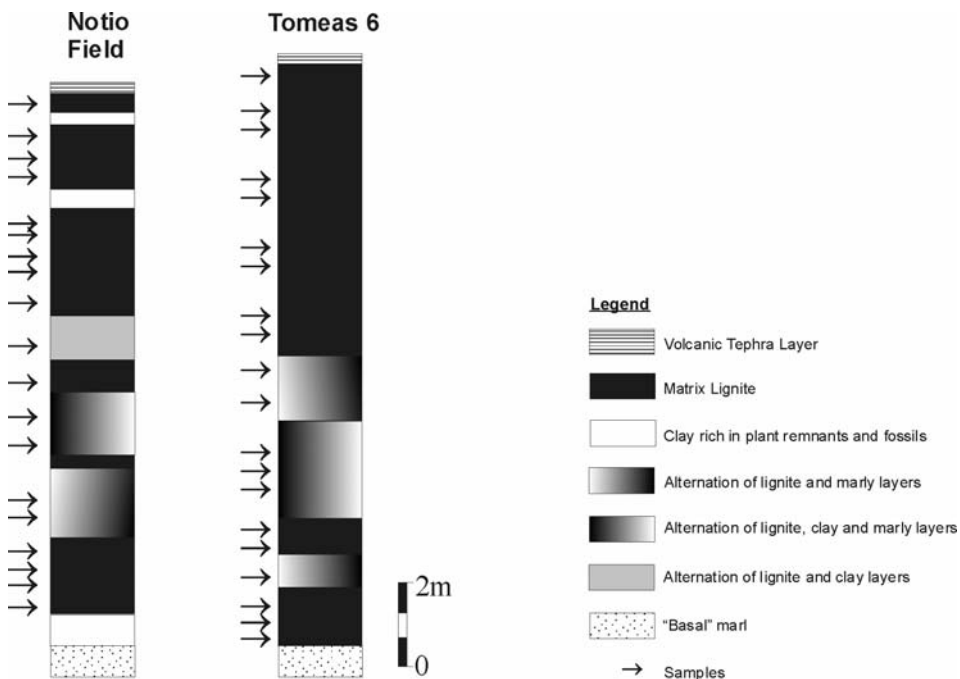 Notio
Field
Tomeas 6
2m
0
Legend
Volcanic Tephra Layer
Matrix Lignite
Clay rich in plant remnants and fossils
Alternation of lignite and marly layers
Alternation of lignite, clay and marly layers
Alternation of lignite and clay layers
"Basal" marl
Samples